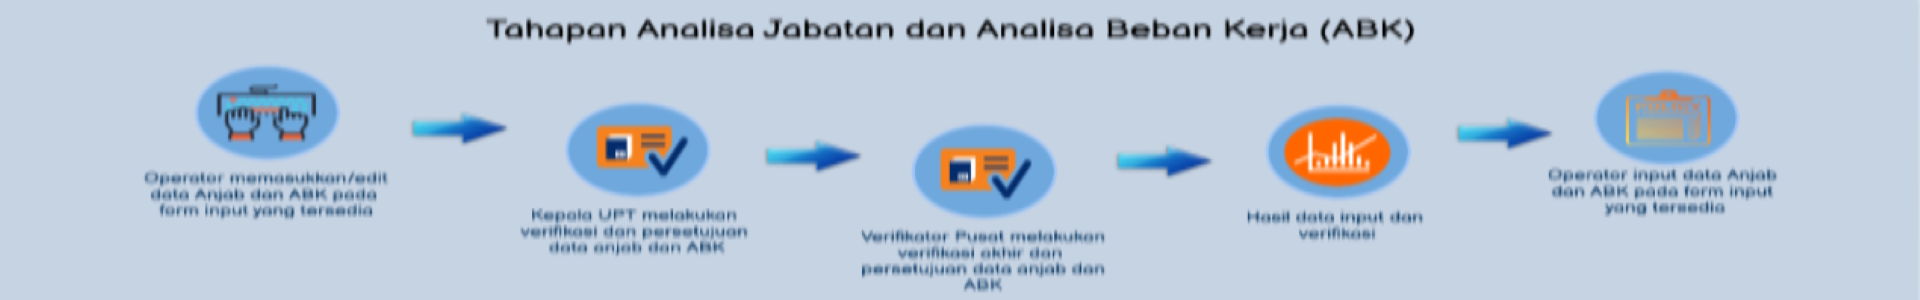 Tahapan Analisa Jabatan dan Analisa Beban Kerja (ABK)
Operator memasukkan/edit
data Anjab dan ABK pada
form input yang tersedia
Kepala UPT melakukan
verifikasi dan persetujuan
data anjab dan ABK
Verifikator Pusat melakukan
verifikasi akhir dan
persetujuan data anjab dan
ABK
Hasil data input dan
verifikasi
Operator input data Anjab
dan ABK pada form input
yang tersedia